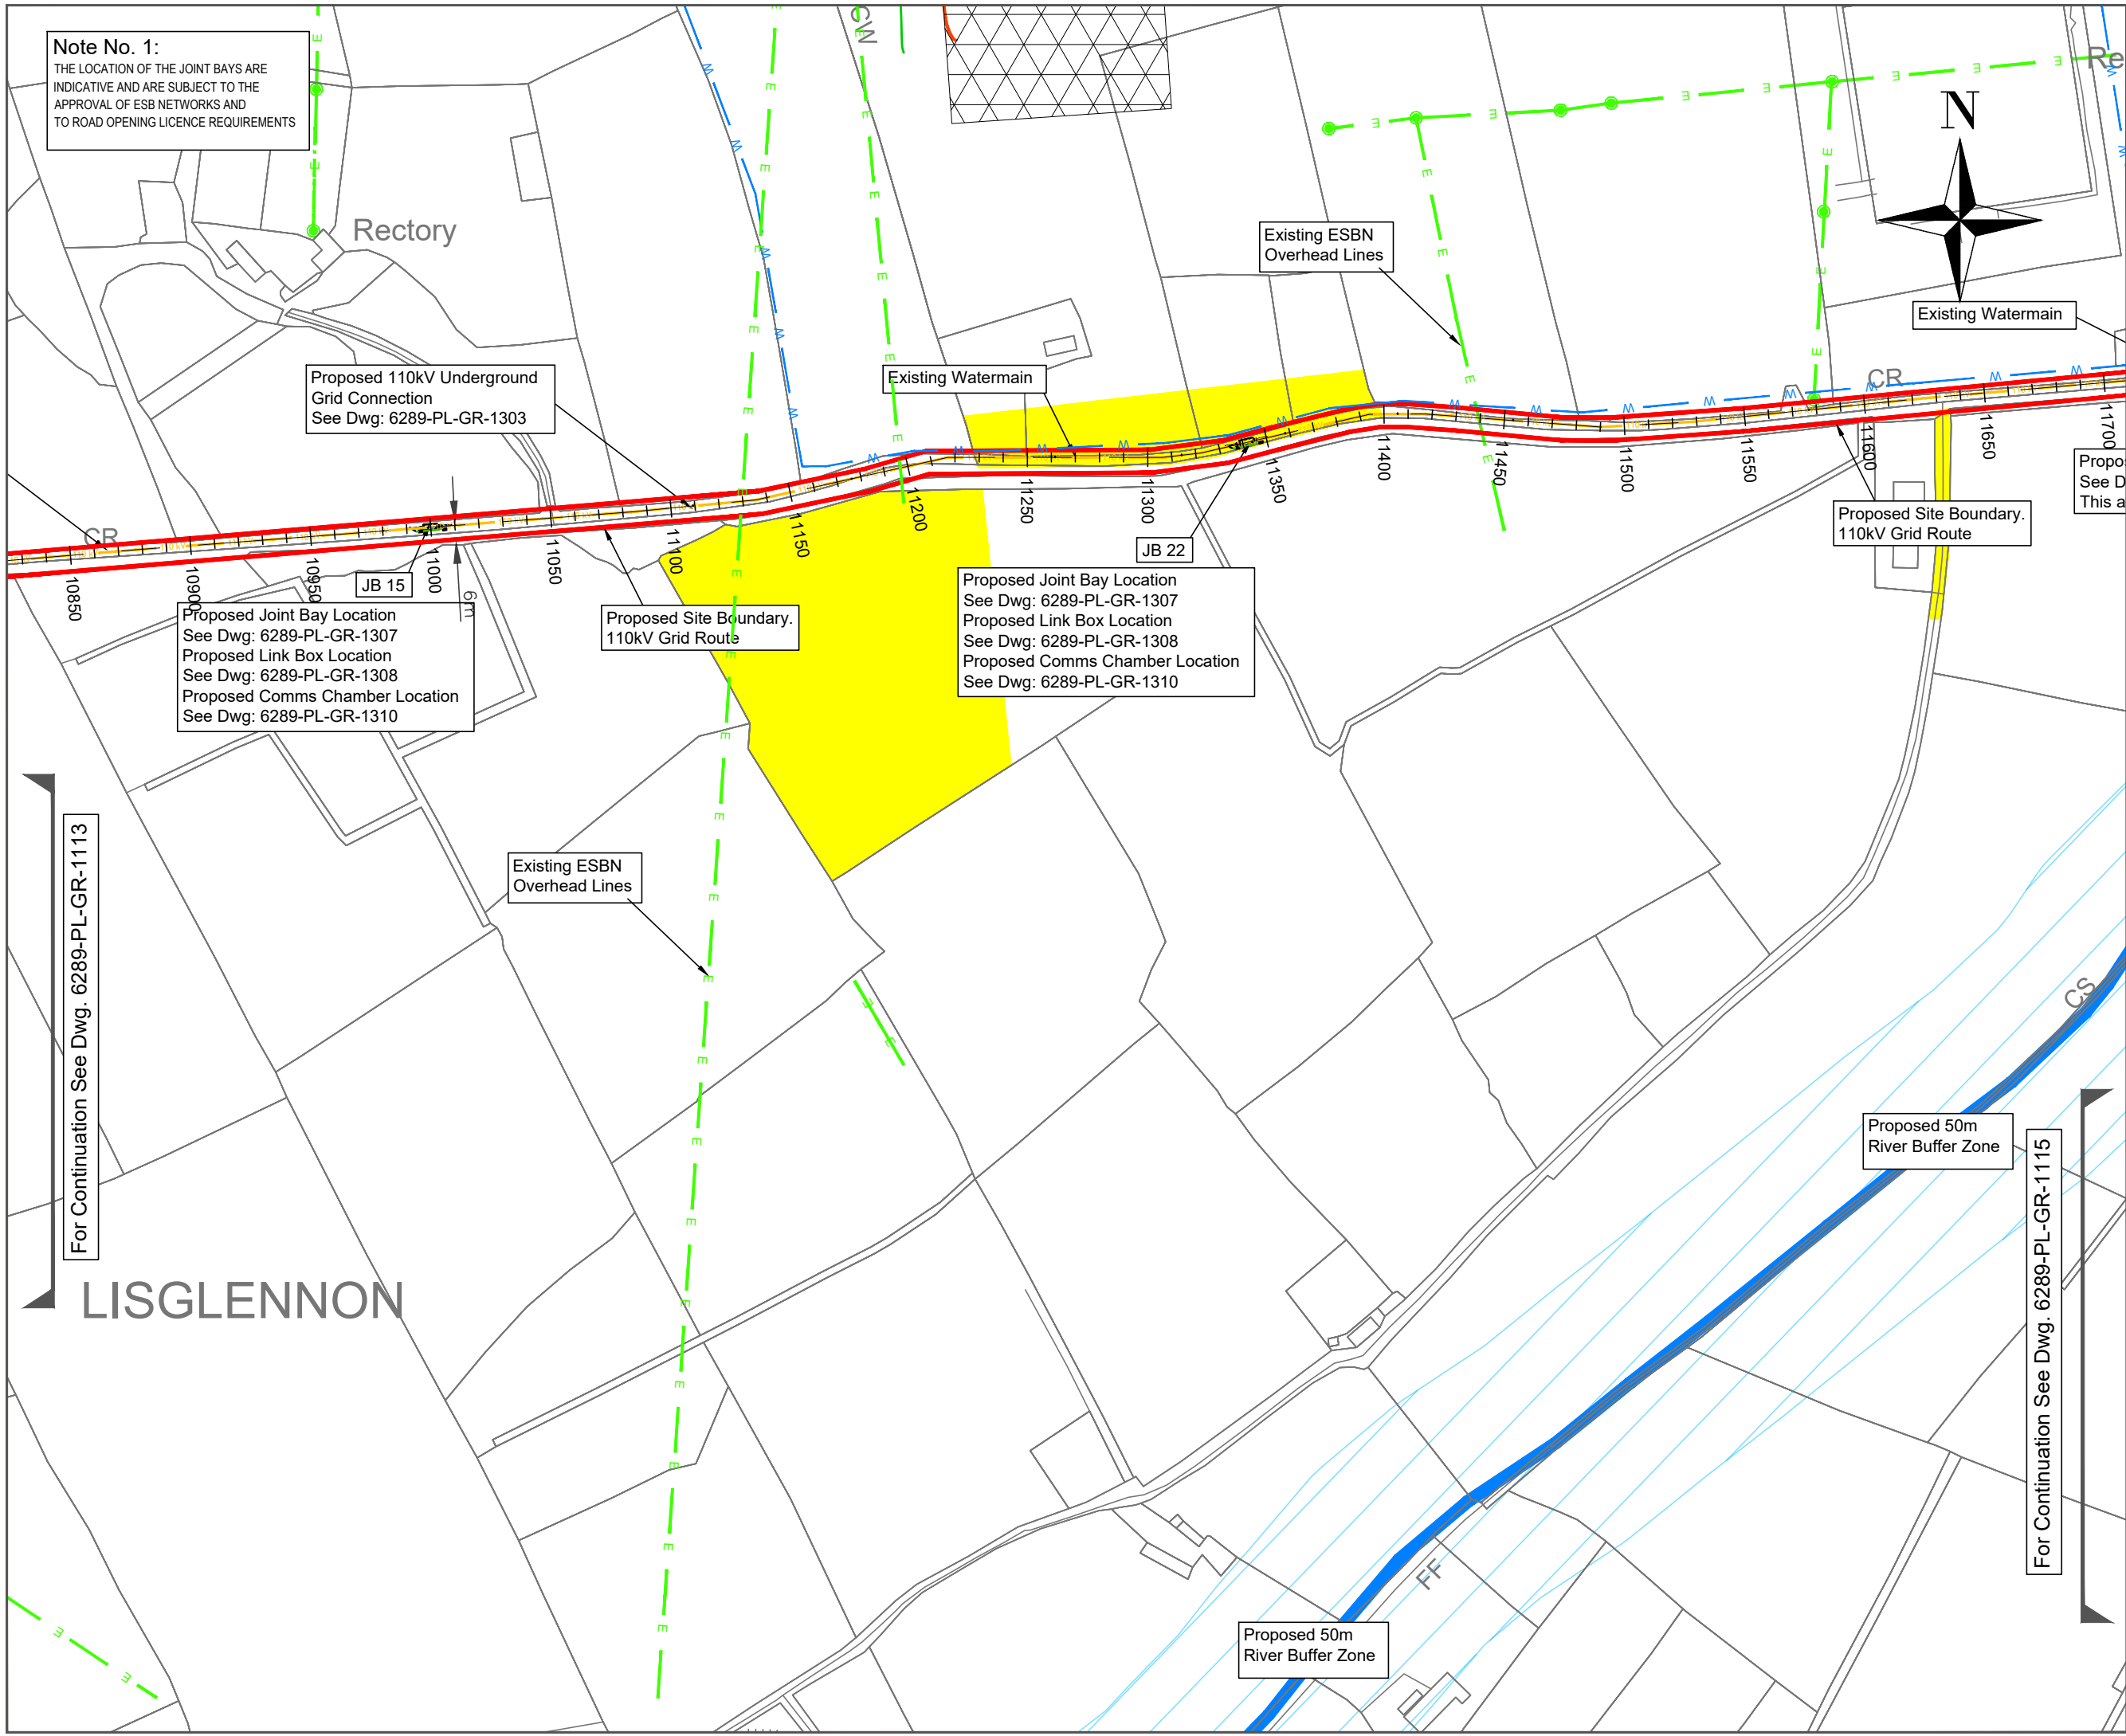 Note No. 1:
THE LOCATION OF THE JOINT BAYS ARE
INDICATIVE AND ARE SUBJECT TO THE
APPROVAL OF ESB NETWORKS AND
TO ROAD OPENING LICENCE REQUIREMENTS
Rectory
CW
Re
N
Existing ESBN
Overhead Lines
Existing Watermain
Existing Watermain
Proposed 110kV Underground
Grid Connection
See Dwg: 6289-PL-GR-1303
CR
CR
10850
10900
10950
11000
11050
11100
11150
11200
11250
11300
11350
11400
11450
11500
11550
11600
11650
11700
6m
JB 15
JB 22
Proposed Joint Bay Location
See Dwg: 6289-PL-GR-1307
Proposed Link Box Location
See Dwg: 6289-PL-GR-1308
Proposed Comms Chamber Location
See Dwg: 6289-PL-GR-1310
Proposed Site Boundary.
110kV Grid Route
Proposed Joint Bay Location
See Dwg: 6289-PL-GR-1307
Proposed Link Box Location
See Dwg: 6289-PL-GR-1308
Proposed Comms Chamber Location
See Dwg: 6289-PL-GR-1310
Proposed Site Boundary.
110kV Grid Route
Propos
See D
This a
Existing ESBN
Overhead Lines
For Continuation See Dwg. 6289-PL-GR-1113
LISGLENNON
CS
Proposed 50m
River Buffer Zone
For Continuation See Dwg. 6289-PL-GR-1115
FF
Proposed 50m
River Buffer Zone